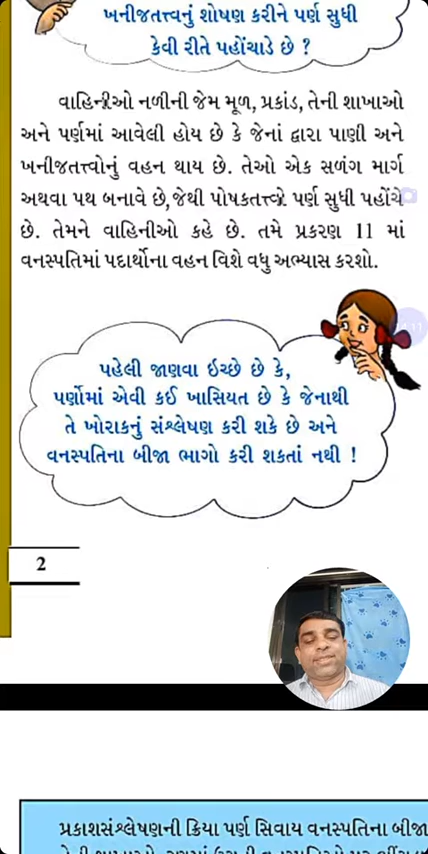 ખનીજતત્ત્વનું શોષણ કરીને પર્ણ સુધી
કેવી રીતે પહોંચાડે છે ?
વાહિનીઓ નળીની જેમ મૂળ, પ્રકાંડ, તેની શાખાઓ
અને પર્ણમાં આવેલી હોય છે કે જેનાં દ્વારા પાણી અને
ખનીજતત્ત્વોનું વહન થાય છે. તેઓ એક સળંગ માર્ગ
અથવા પથ બનાવે છે, જેથી પોષકતત્ત્વો પર્ણ સુધી પહોંચે
છે. તેમને વાહિનીઓ કહે છે. તમે પ્રકરણ 11 માં
વનસ્પતિમાં પદાર્થોના વહન વિશે વધુ અભ્યાસ કરશો.
પહેલી જાણવા ઇચ્છે છે કે,
પર્ણોમાં એવી કઈ ખાસિયત છે કે જેનાથી
તે ખોરાકનું સંશ્લેષણ કરી શકે છે અને
વનસ્પતિના બીજા ભાગો કરી શકતાં નથી !
2
પ્રકાશસંશ્લેષણની ક્રિયા પર્ણ સિવાય વનસ્પતિના બીજા